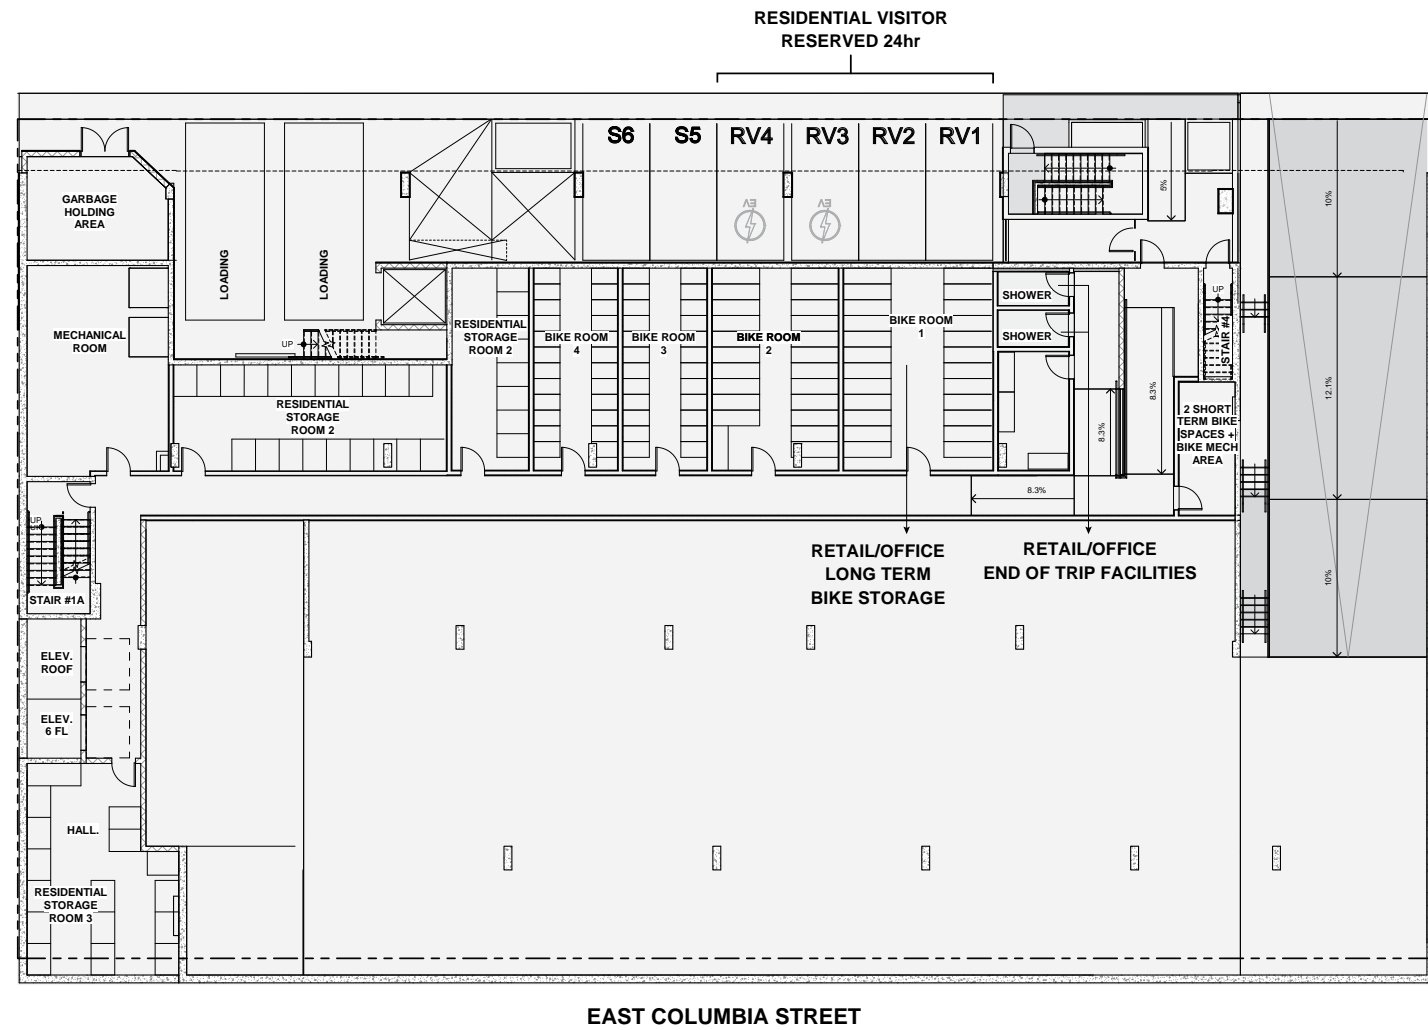 RESIDENTIAL VISITOR
RESERVED 24hr
S6
S5
RV4
RV3
RV2
RV1
EV
EV
GARBAGE
HOLDING
AREA
LOADING
LOADING
5%
10%
MECHANICAL
ROOM
UP
RESIDENTIAL
STORAGE
ROOM 2
BIKE ROOM
4
BIKE ROOM
3
BIKE ROOM
2
BIKE ROOM
1
SHOWER
SHOWER
UP
STAIR #4
RESIDENTIAL
STORAGE
ROOM 2
8.3%
8.3%
12.1%
2 SHORT
TERM BIKE
SPACES +
BIKE MECH
AREA
8.3%
UP
STAIR #1A
RETAIL/OFFICE
LONG TERM
BIKE STORAGE
RETAIL/OFFICE
END OF TRIP FACILITIES
10%
ELEV.
ROOF
ELEV.
6 FL
HALL.
RESIDENTIAL
STORAGE
ROOM 3
EAST COLUMBIA STREET